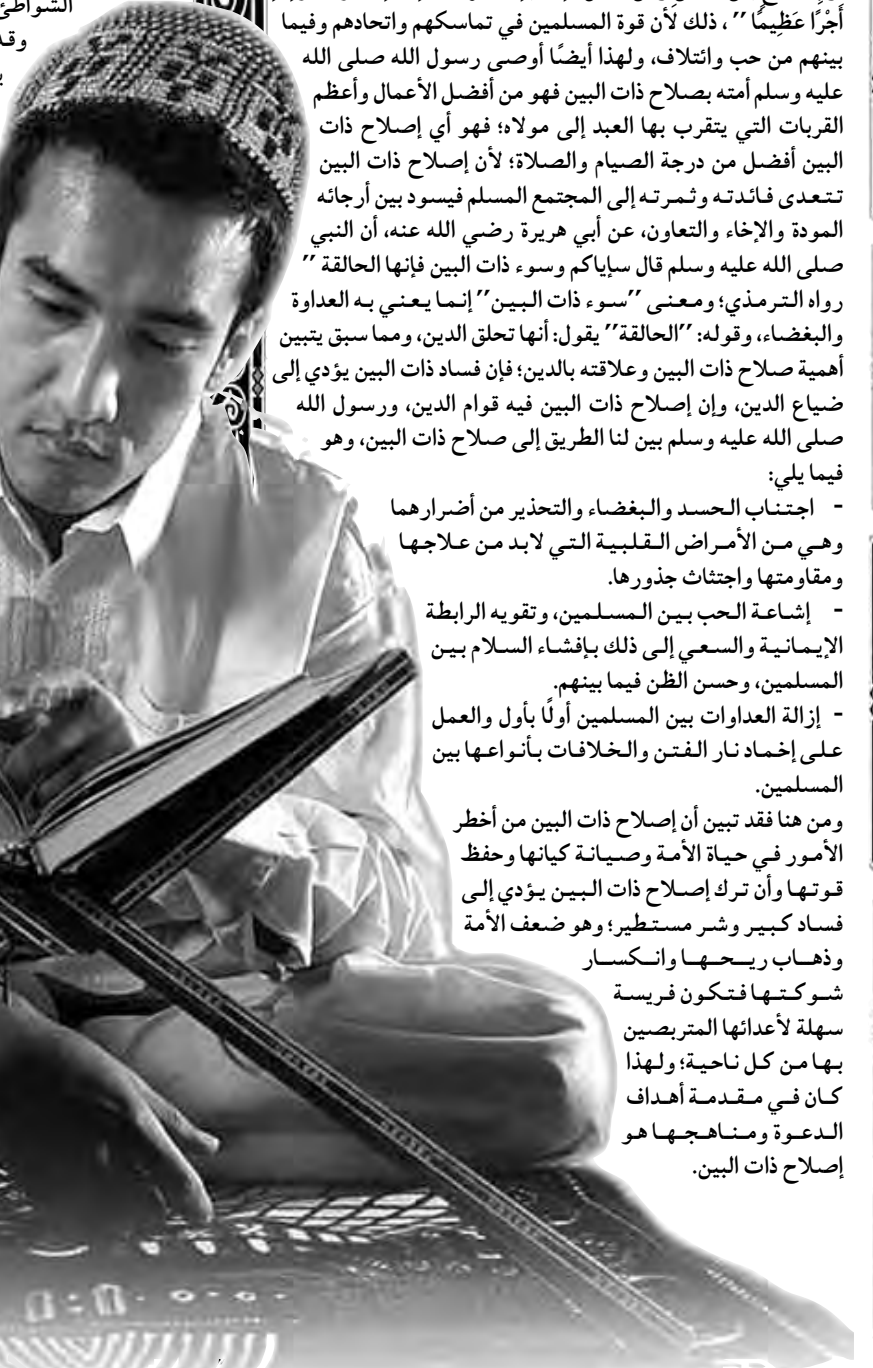 أَجْرًا عَظِيمًا’’، ذلك لأن قوة المسلمين في تماسكهم واتحادهم وفيما
بينهم من حب وائتلاف، ولهذا أيضًا أوصى رسول الله صلى الله
عليه وسلم أمته بصلاح ذات البين فهو من أفضل الأعمال وأعظم
القربات التي يتقرب بها العبد إلى مولاه؛ فهو أي إصلاح ذات
البين أفضل من درجة الصيام والصلاة؛ لأن إصلاح ذات البين
تتعدى فائدته وثمرته إلى المجتمع المسلم فيسود بين أرجائه
المودة والإخاء والتعاون، عن أبي هريرة رضي الله عنه، أن النبي
صلى الله عليه وسلم قال سإياكم وسوء ذات البين فإنها الحالقة ’’
رواه الترمذي؛ ومعنى ’’سوء ذات البين’’ إنما يعني به العداوة
والبغضاء، وقوله: ’’الحالقة’’ يقول: أنها تحلق الدين، ومما سبق يتبين
أهمية صلاح ذات البين وعلاقته بالدين؛ فإن فساد ذات البين يؤدي إلى
ضياع الدين، وإن إصلاح ذات البين فيه قوام الدين، ورسول الله
صلى الله عليه وسلم بين لنا الطريق إلى صلاح ذات البين، وهو
فيما يلي:
- اجتناب الحسد والبغضاء والتحذير من أضرارهما
وهي من الأمراض القلبية التي لابد من علاجها
ومقاومتها واجتثاث جذورها.
- إشاعة الحب بين المسلمين، وتقويه الرابطة
الإيمانية والسعي إلى ذلك بإفشاء السلام بين
المسلمين، وحسن الظن فيما بينهم.
- إزالة العداوات بين المسلمين أولًا بأول والعمل
على إخماد نار الفتن والخلافات بأنواعها بين
المسلمين.
ومن هنا فقد تبين أن إصلاح ذات البين من أخطر
الأمور في حياة الأمة وصيانة كيانها وحفظ
قوتها وأن ترك إصلاح ذات البين يؤدي إلى
فساد كبير وشر مستطير؛ وهو ضعف الأمة
وذهاب ريحها وانكسار
شوكتها فتكون فريسة
سهلة لأعدائها المتربصين
بها من كل ناحية؛ ولهذا
كان في مقدمة أهداف
الدعوة ومناهجها هو
إصلاح ذات البين.
الشواطئ